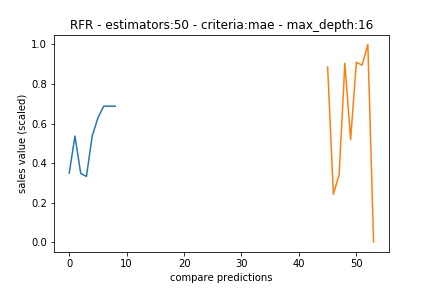 RFR - estimators:50 - criteria:mae - max_depth:16
1.0
0.8
0.6
0.4
0.2
0.0
sales value (scaled)
0 10 20 30 40 50
compare predictions